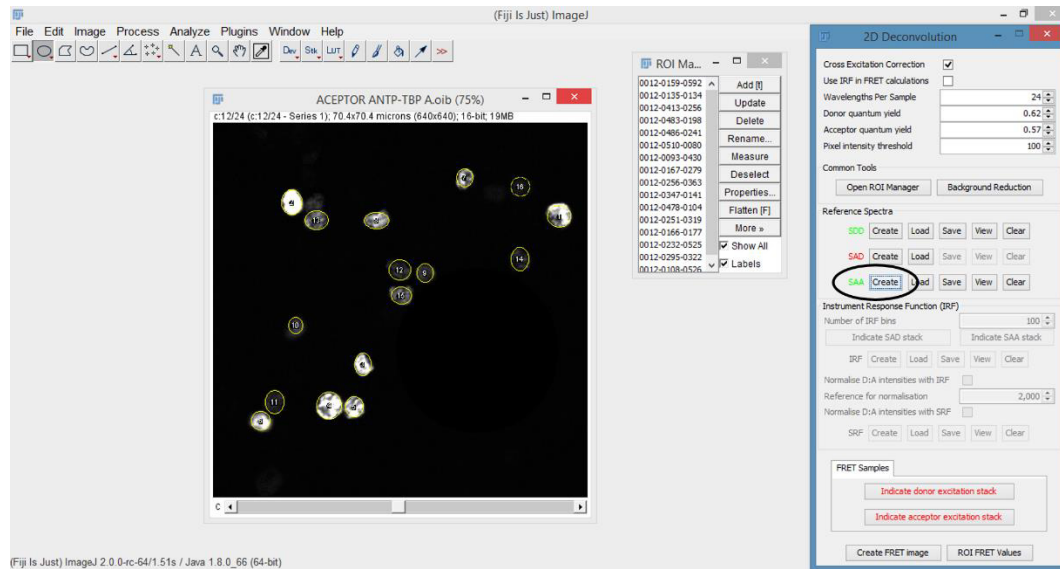 (Fiji Is Just) ImageJ
File Edit Image Process Analyze Plugins Window Help
A Dev Stk LUT >>
ACEPTOR ANTP-TBP A.oib (75%)
c:12/24 (c:12/24 - Series 1); 70.4x70.4 microns (640x640); 16-bit; 19MB
18
12
9
14
16
10
11
c
ROI Ma...
0012-0159-0592
0012-0135-0134
0012-0413-0256
0012-0483-0198
0012-0486-0241
0012-0510-0080
0012-0093-0430
0012-0167-0279
0012-0256-0363
0012-0347-0141
0012-0478-0104
0012-0251-0319
0012-0166-0177
0012-0232-0525
0012-0295-0322
0012-0108-0526
Add [t]
Update
Delete
Rename...
Measure
Deselect
Properties...
Flatten [F]
More »
Show All
Labels
2D Deconvolution
Cross Excitation Correction
Use IRF in FRET calculations
Wavelengths Per Sample 24
Donor quantum yield 0.62
Acceptor quantum yield 0.57
Pixel intensity threshold 100
Common Tools
Open ROI Manager Background Reduction
Reference Spectra
SDD Create Load Save View Clear
SAD Create Load Save View Clear
SAA Create Load Save View Clear
Instrument Response Function (IRF)
Number of IRF bins 100
Indicate SAD stack Indicate SAA stack
IRF Create Load Save View Clear
Normalise D:A intensities with IRF
Reference for normalisation 2,000
Normalise D:A intensities with SRF
SRF Create Load Save View Clear
FRET Samples
Indicate donor excitation stack
Indicate acceptor excitation stack
Create FRET image ROI FRET Values
(Fiji Is Just) ImageJ 2.0.0-rc-64/1.51s / Java 1.8.0_66 (64-bit)